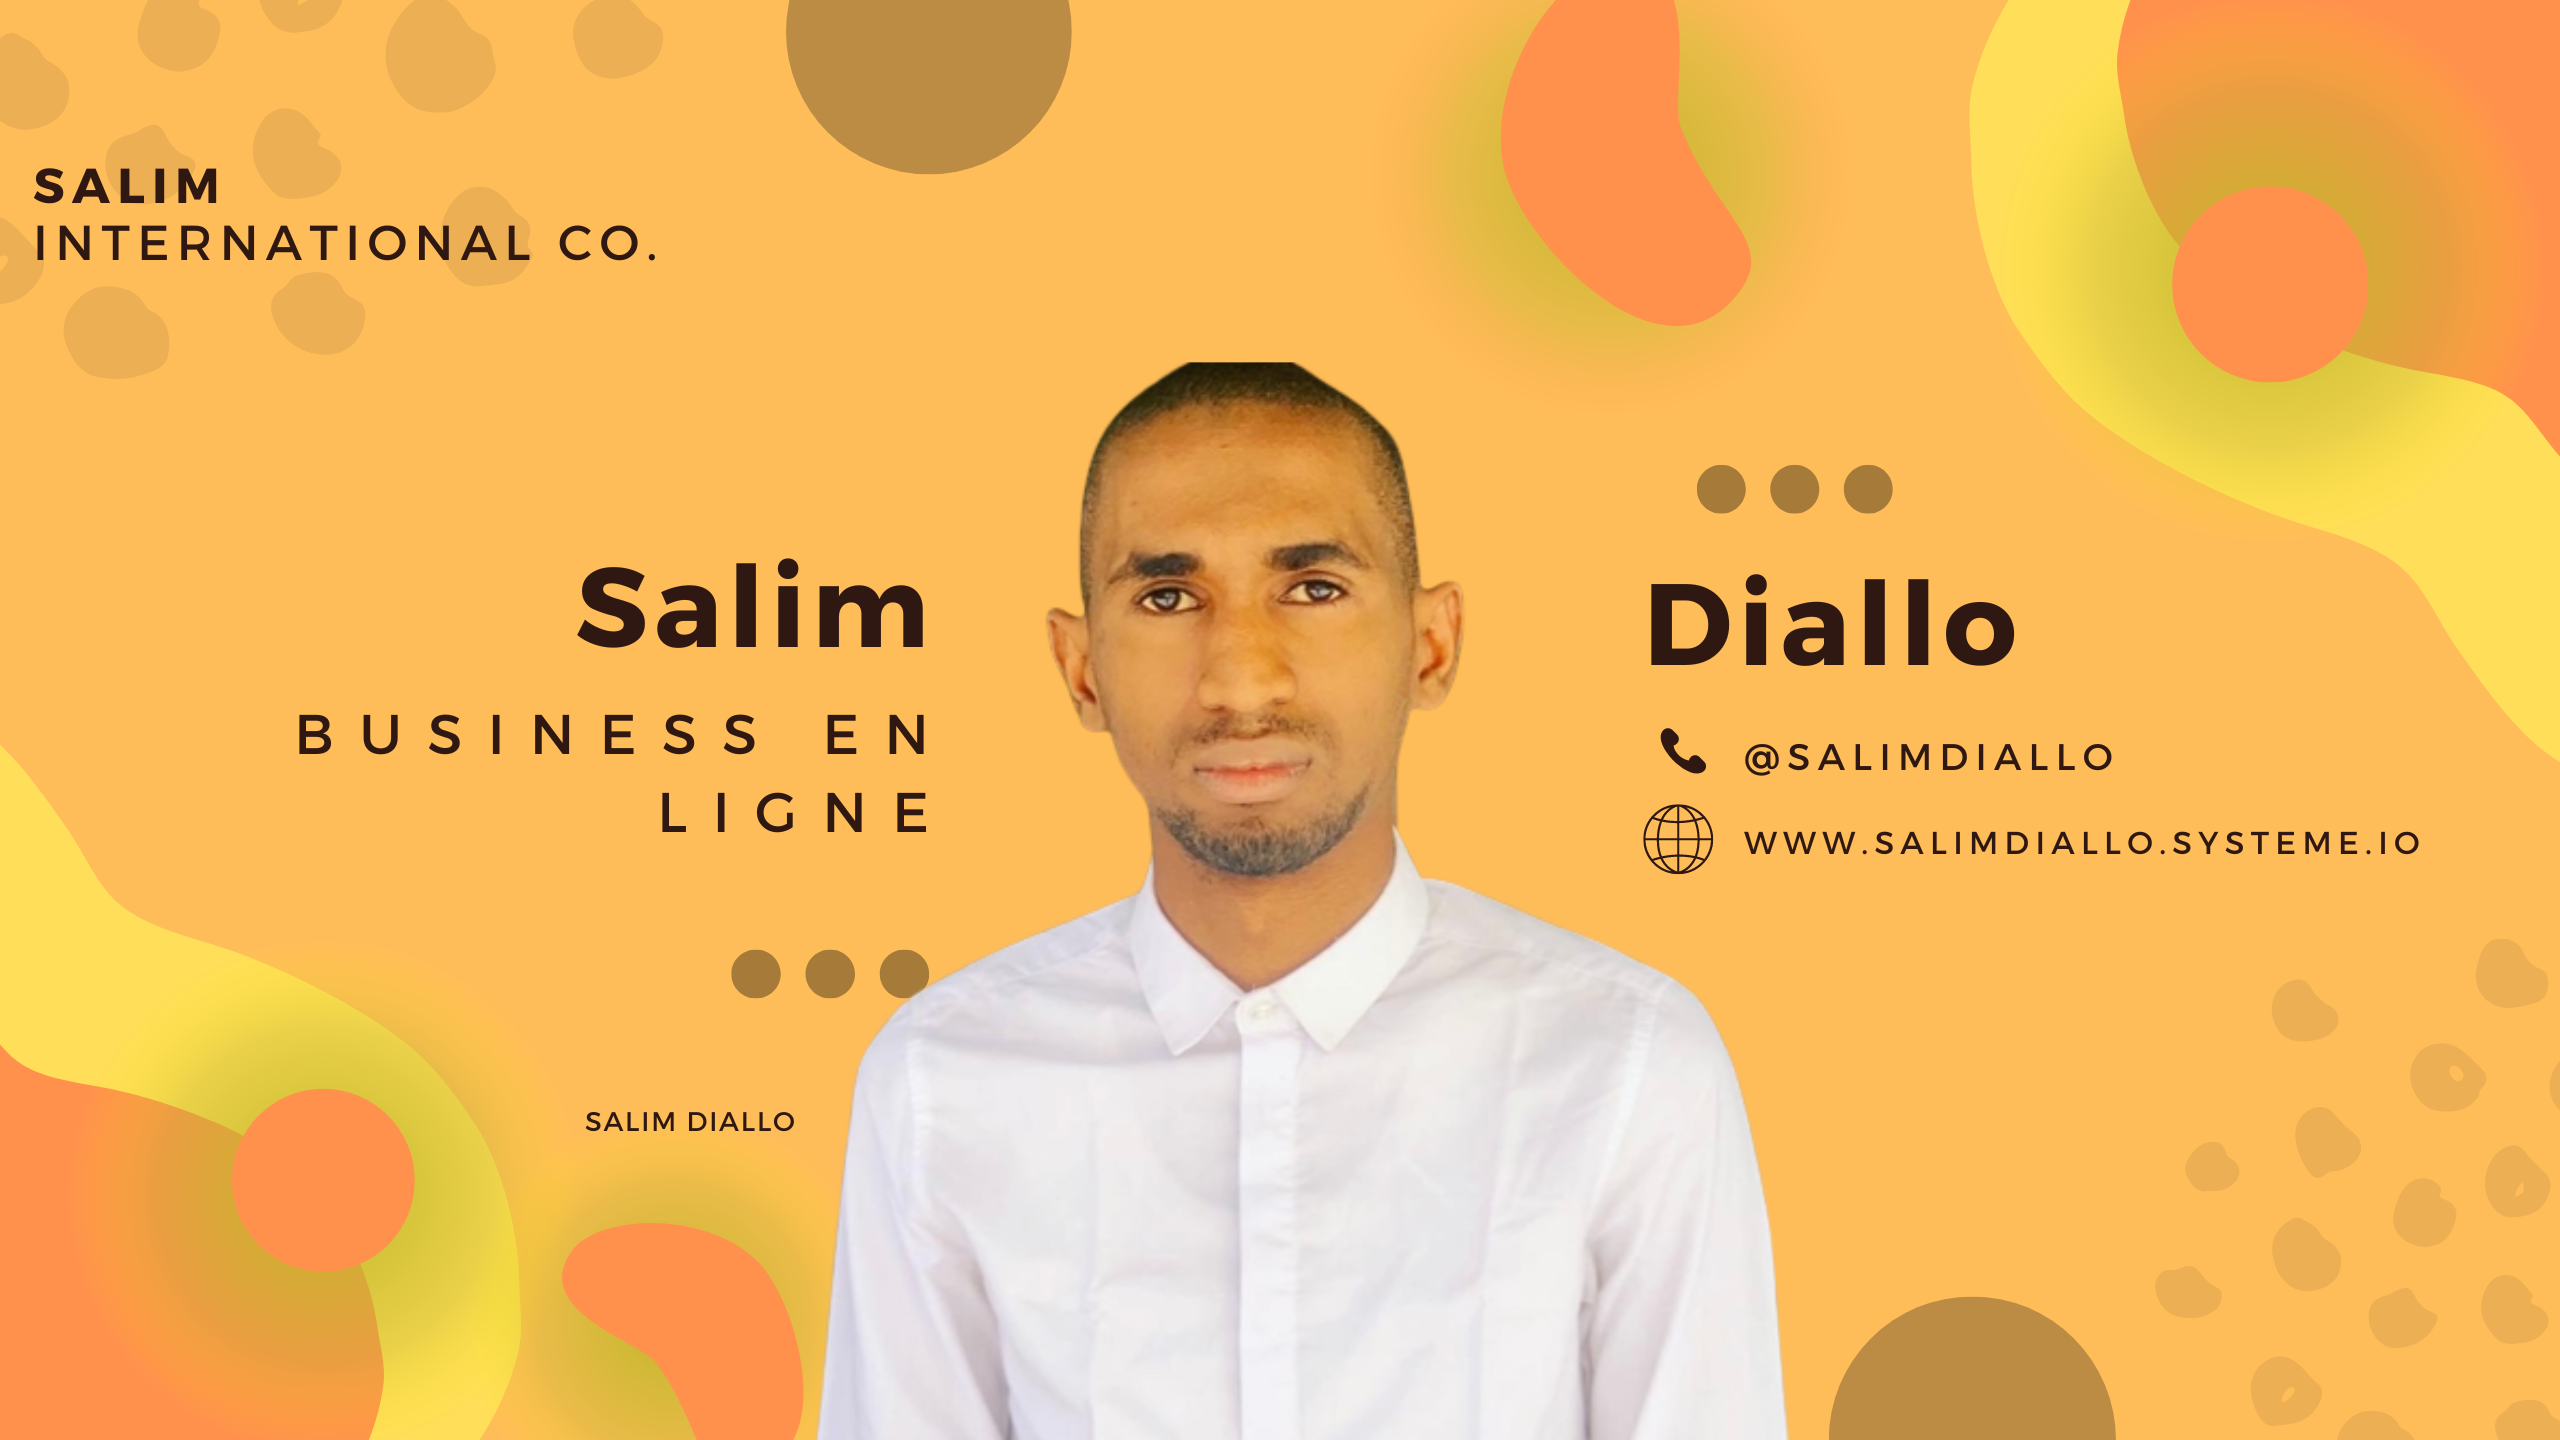 SALIM
INTERNATIONAL CO.
Salim
BUSINESS EN
LIGNE
SALIM DIALLO
Diallo
@SALIMDIALLO
WWW.SALIMDIALLO.SYSTEME.IO